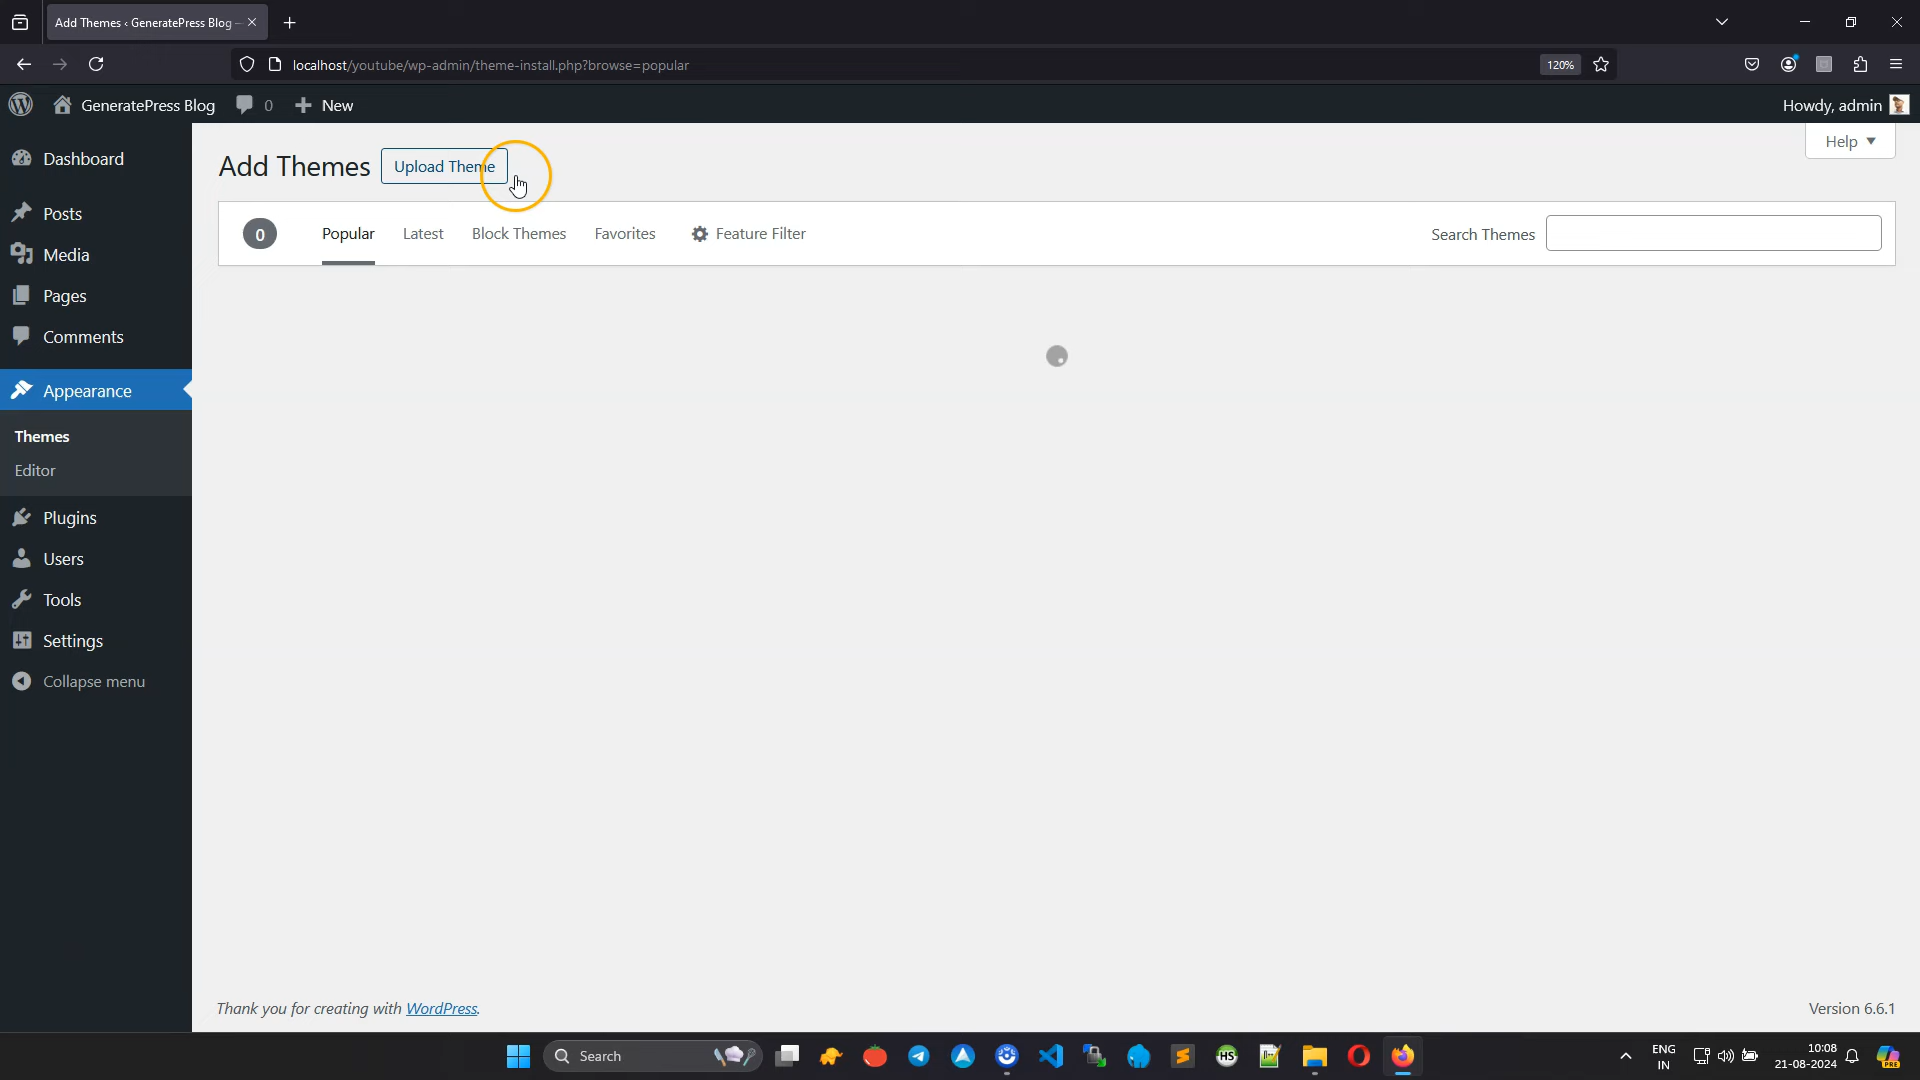 Add Themes ‹ GeneratePress Blog —
localhost/youtube/wp-admin/theme-install.php?browse=popular
120%
GeneratePress Blog
0
New
Howdy, admin
Dashboard
Posts
Media
Pages
Comments
Appearance
Themes
Editor
Plugins
Users
Tools
Settings
Collapse menu
Help
Add Themes
Upload Theme
0
Popular
Latest
Block Themes
Favorites
Feature Filter
Search Themes
Thank you for creating with WordPress.
Version 6.6.1
Search
HS
ENG
IN
10:08
21-08-2024
PRE